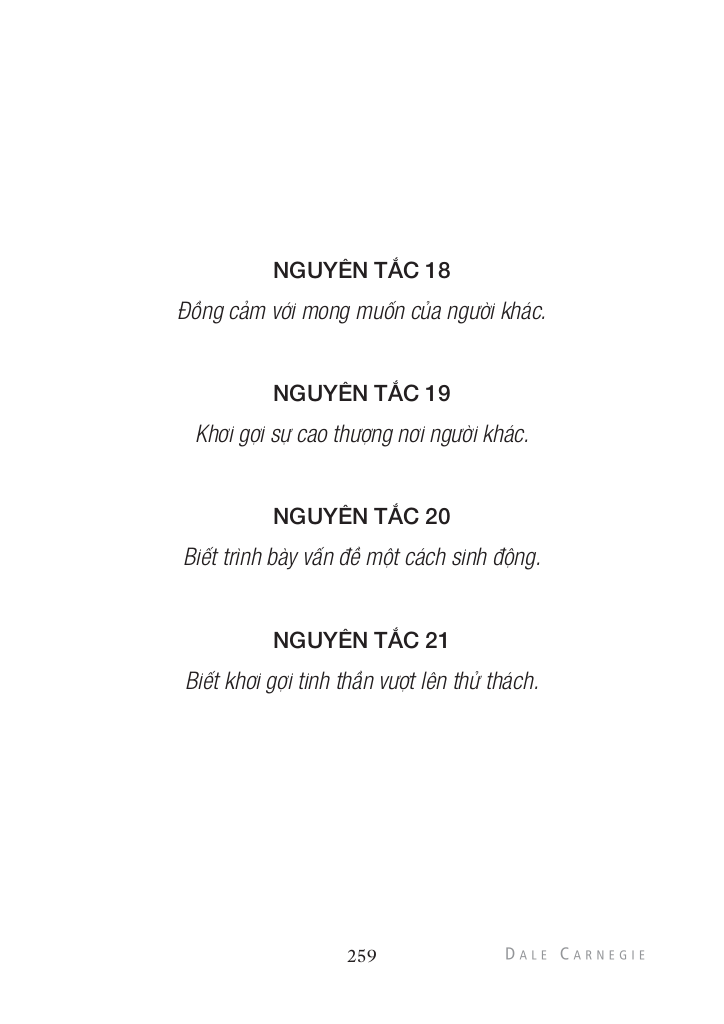 NGUYÊN TẮC 18
Đồng cảm với mong muốn của người khác.
NGUYÊN TẮC 19
Khơi gợi sự cao thượng nơi người khác.
NGUYÊN TẮC 20
Biết trình bày vấn đề một cách sinh động.
NGUYÊN TẮC 21
Biết khơi gợi tinh thần vượt lên thử thách.
259 DALE CARNEGIE